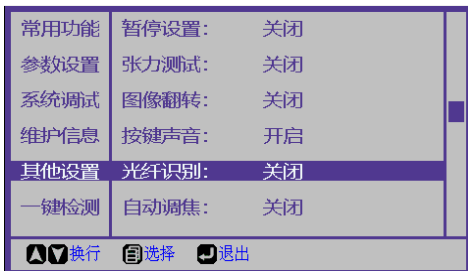 常用功能 暂停设置: 关闭
参数设置 张力测试: 关闭
系统调试 图像翻转: 关闭
维护信息 按键声音: 开启
其他设置 光纤识别: 关闭
一键检测 自动调焦: 关闭
换行 选择 退出